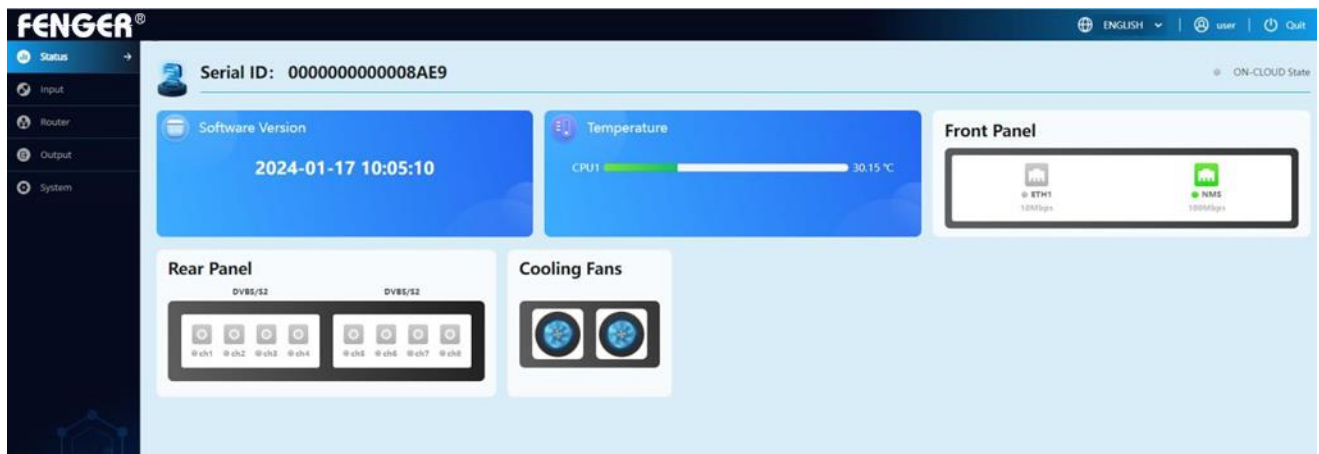 FENGER®
ENGLISH
user
Quit
Status
Input
Router
Output
System
Serial ID: 0000000000008AE9
ON-CLOUD State
Software Version
2024-01-17 10:05:10
Temperature
CPU1
30.15 ℃
Front Panel
ETH1
10Mbps
NMS
100Mbps
Rear Panel
DVBS/S2
DVBS/S2
ch1 ch2 ch3 ch4 ch5 ch6 ch7 ch8
Cooling Fans